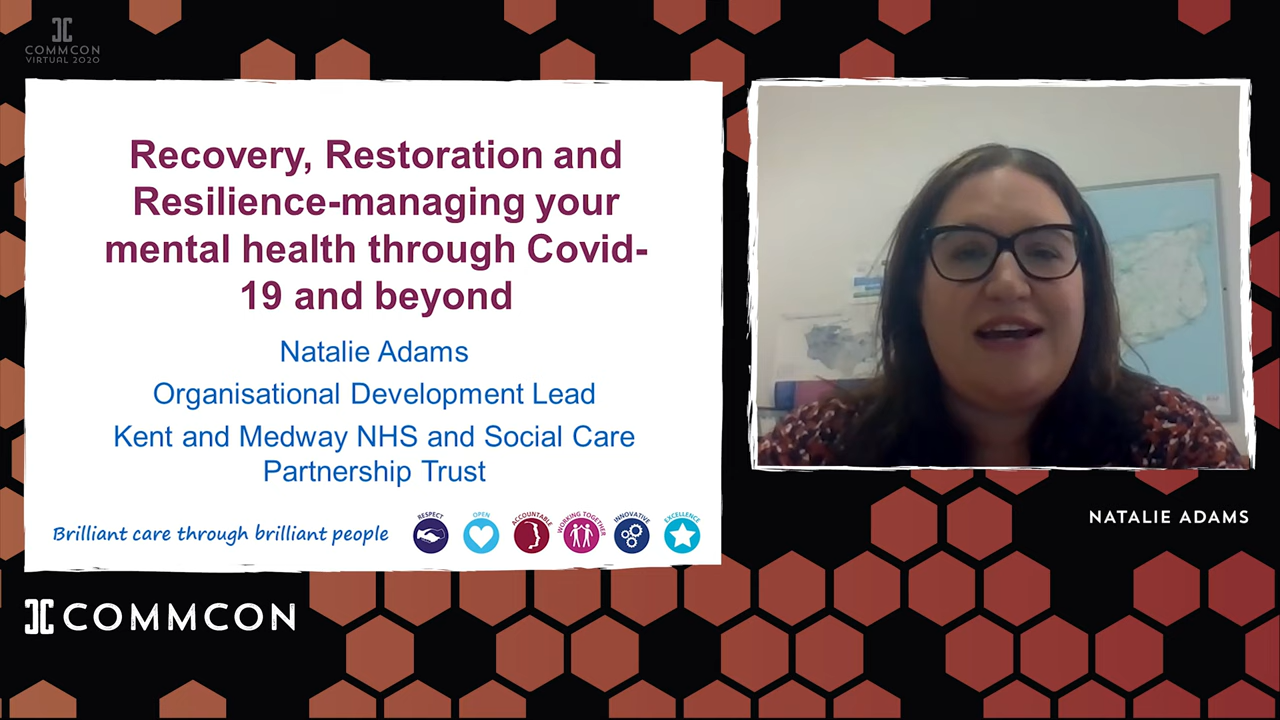 COMMCON
VIRTUAL 2020
Recovery, Restoration and
Resilience-managing your
mental health through Covid-
19 and beyond
Natalie Adams
Organisational Development Lead
Kent and Medway NHS and Social Care
Partnership Trust
Brilliant care through brilliant people
RESPECT
OPEN
ACCOUNTABLE
WORKING TOGETHER
INNOVATIVE
EXCELLENCE
NATALIE ADAMS
COMMCON